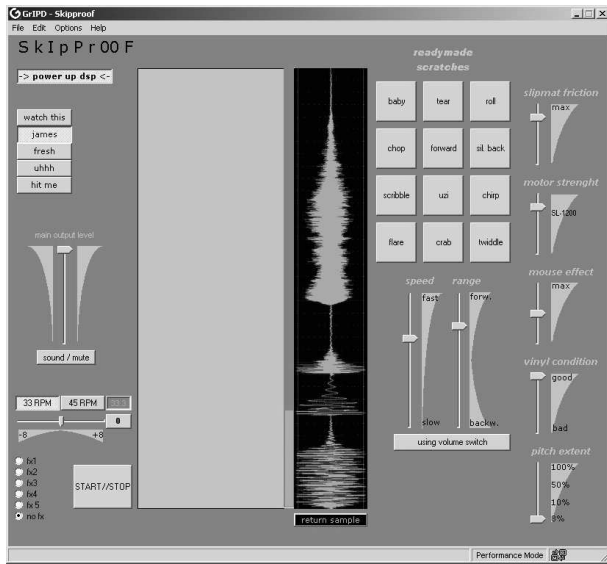 GrIPD - Skipproof
File Edit Options Help
SkIpPr00F
-> power up dsp <-
watch this
james
fresh
uhhh
hit me
main output level
sound / mute
33 RPM 45 RPM
0
-8 +8
fx1
fx2
fx3
fx4
fx5
no fx
START//STOP
return sample
readymade
scratches
baby tear roll
chop forward sil. back
scribble uzi chirp
flare crab twiddle
speed range
fast forw.
slow backw.
using volume switch
slipmat friction
max
motor strenght
SL-1200
mouse effect
max
vinyl condition
good
bad
pitch extent
100%
50%
10%
8%
Performance Mode